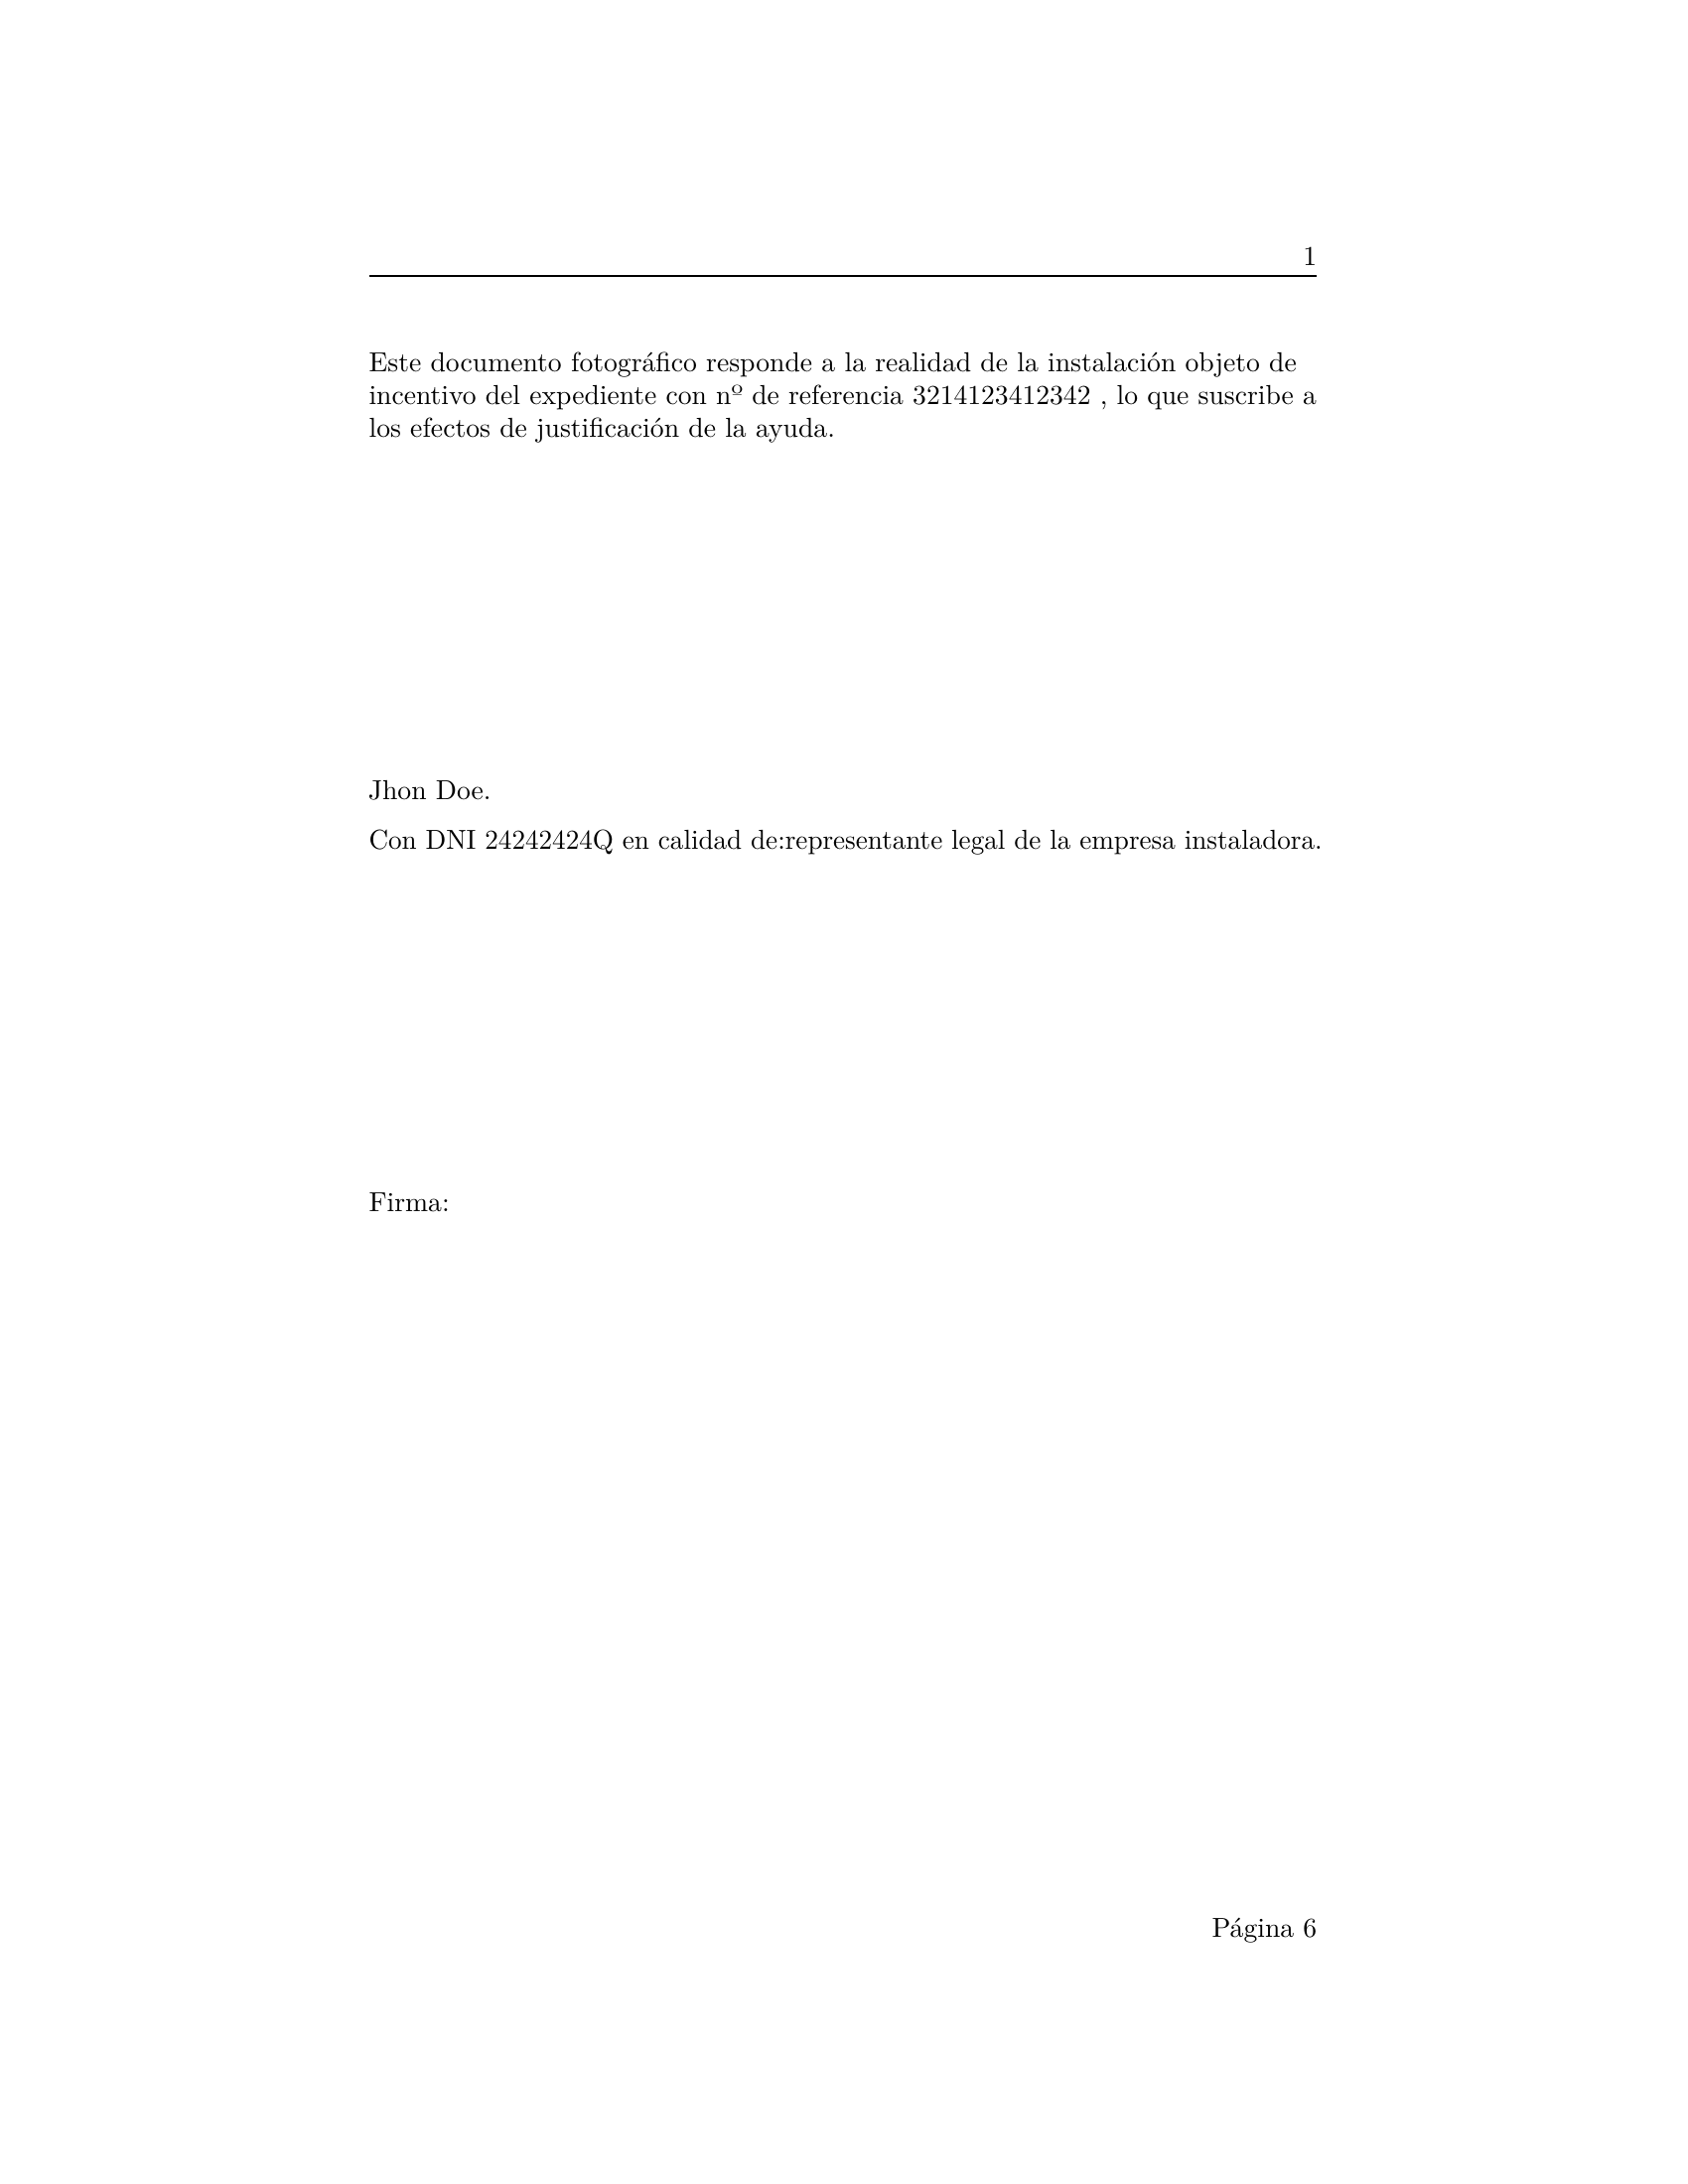 1
Este documento fotográfico responde a la realidad de la instalación objeto de
incentivo del expediente con nº de referencia 3214123412342 , lo que suscribe a
los efectos de justificación de la ayuda.
Jhon Doe.
Con DNI 24242424Q en calidad de:representante legal de la empresa instaladora.
Firma:
Página 6